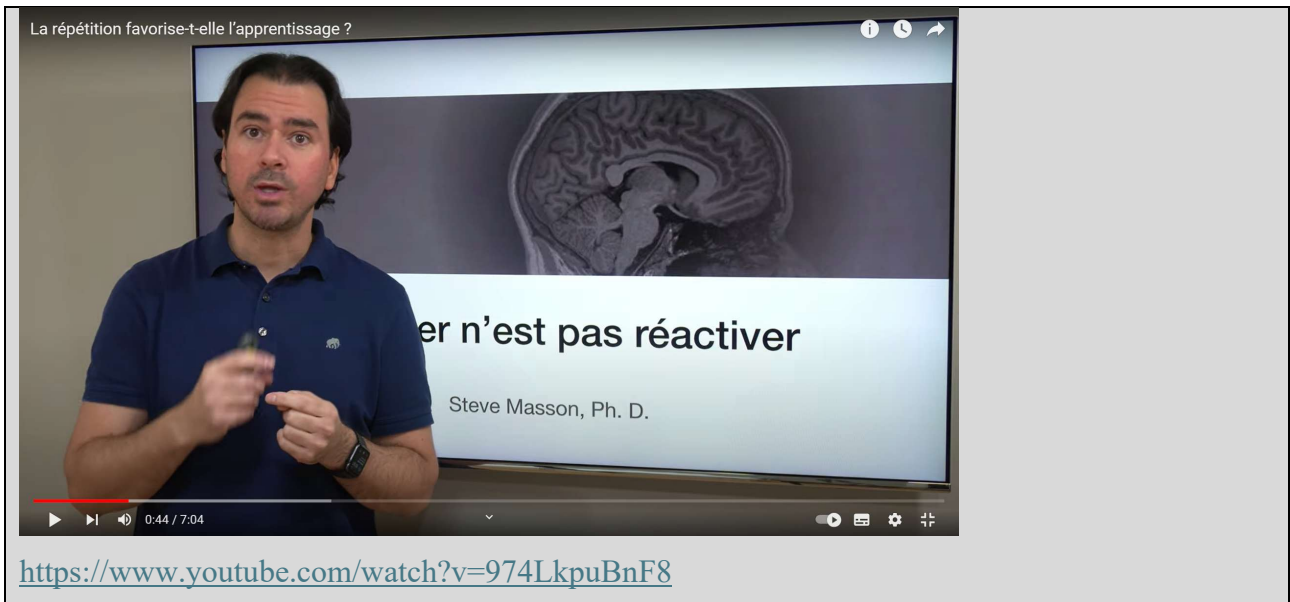 La répétition favorise-t-elle l'apprentissage ?
er n'est pas réactiver
Steve Masson, Ph. D.
0:44 / 7:04
https://www.youtube.com/watch?v=974LkpuBnF8